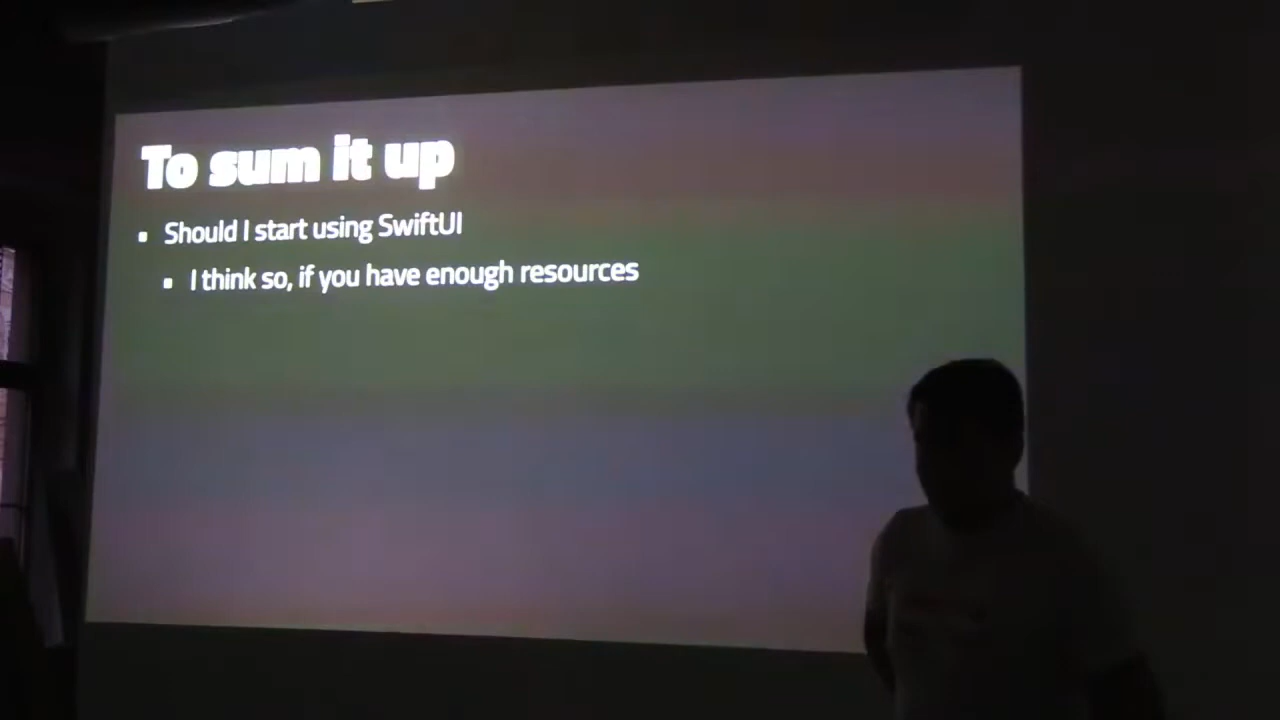 To sum it up
Should I start using SwiftUI
I think so, if you have enough resources